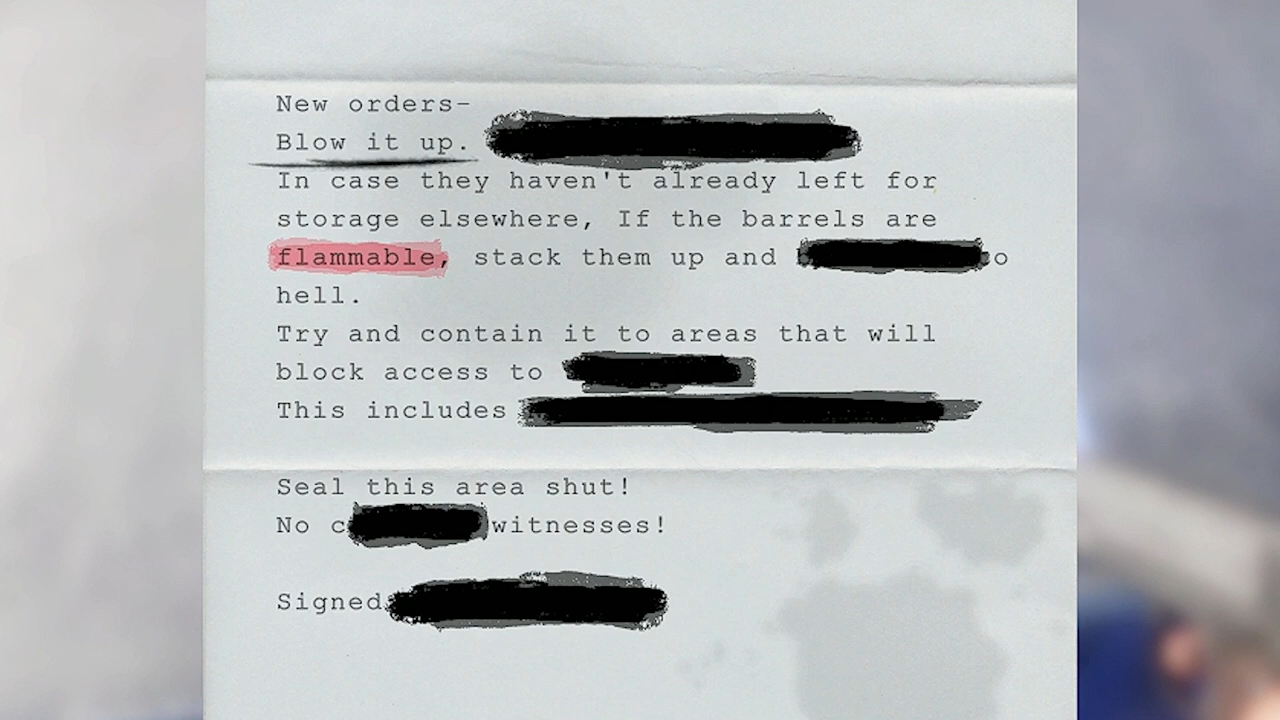 New orders-
Blow it up.
In case they haven't already left for
storage elsewhere, If the barrels are
flammable, stack them up and
hell.
Try and contain it to areas that will
block access to
This includes
Seal this area shut!
No witnesses!
Signed